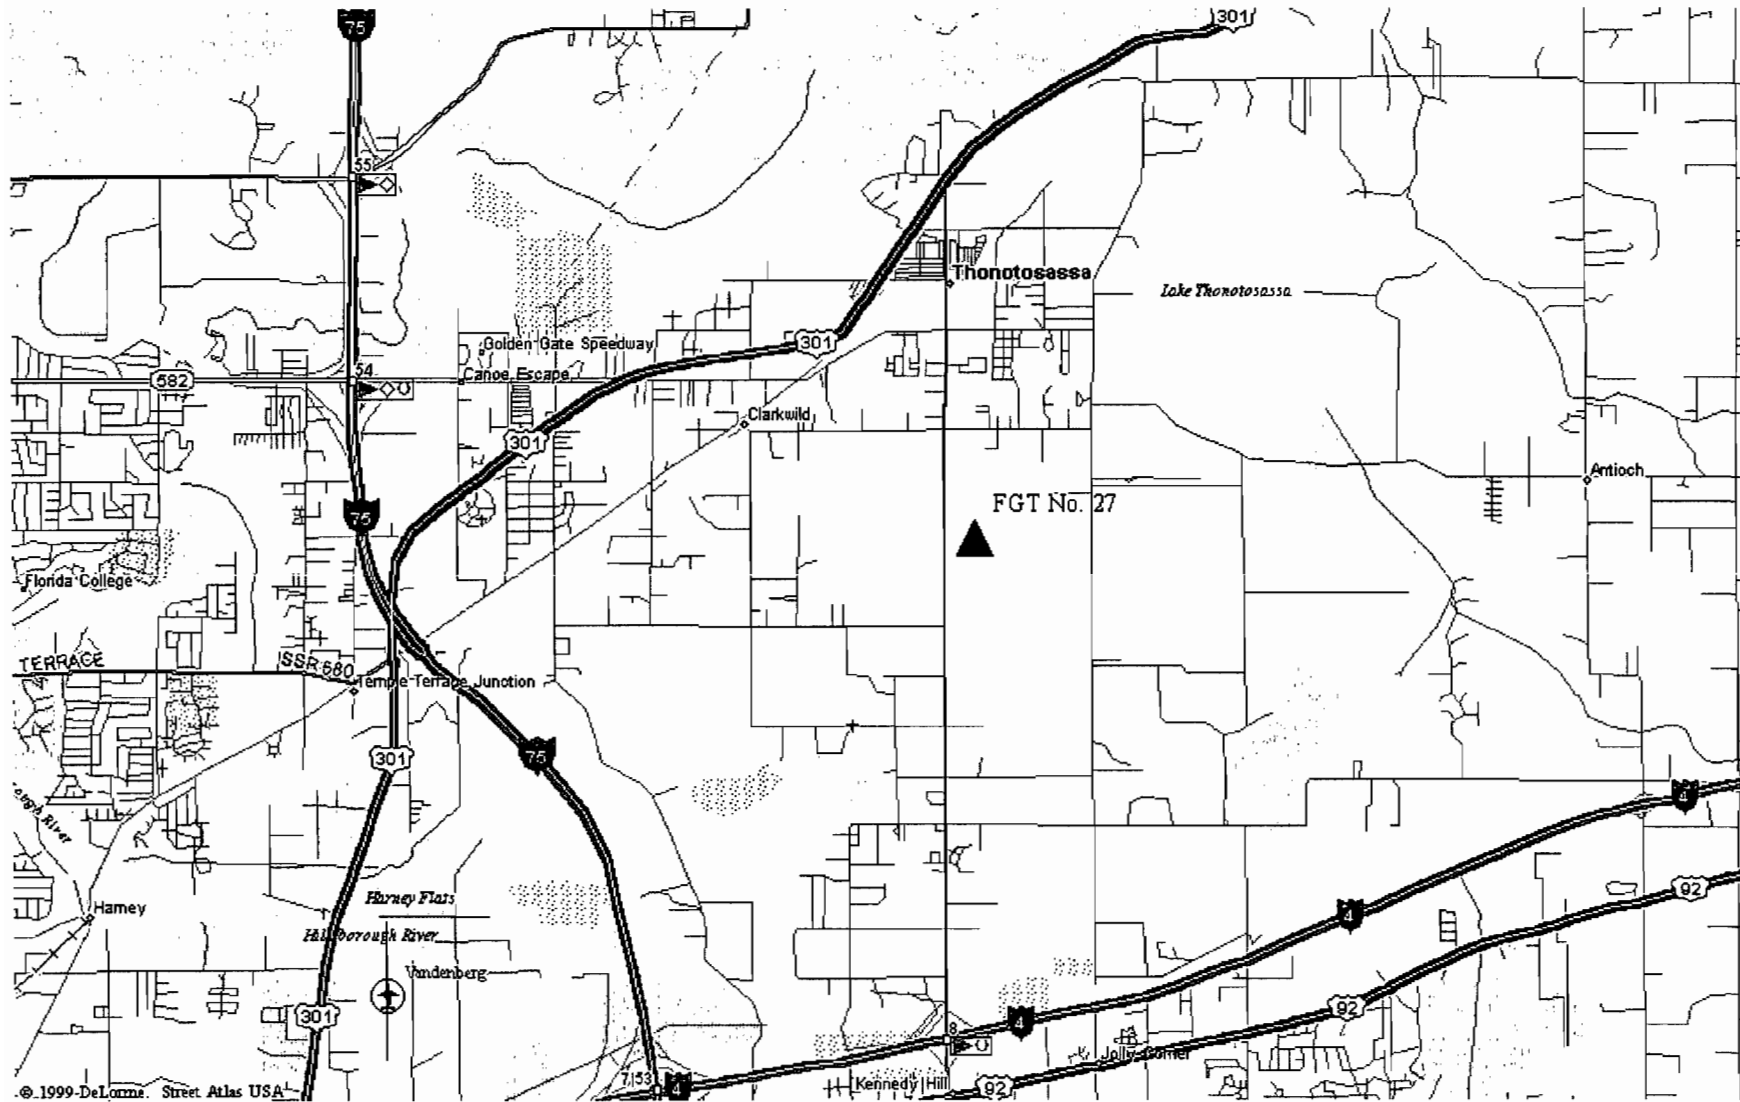 75
301
55
Thonotosassa
Lake Thonotosassa
Golden Gate Speedway
301
582
54
Canoe Escape
Clarkwild
301
Antioch
75
FGT No. 27
Florida College
TERRACE
SSR 580
Temple Terrace Junction
301
75
4
River
92
Harney
Harney Flats
4
Hillsborough River
Vandenberg
301
92
4
8
Jolly Corner
7 53
4
Kennedy Hill
92
© 1999 DeLorme. Street Atlas USA